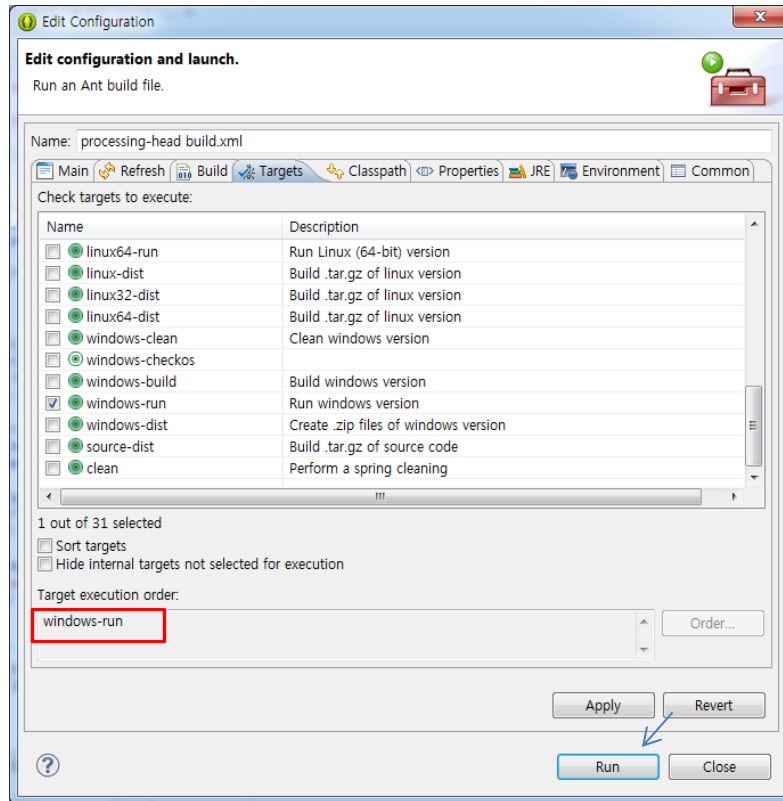 Edit Configuration
Edit configuration and launch.
Run an Ant build file.
Name: processing-head build.xml
Main Refresh Build Targets Classpath Properties JRE Environment Common
Check targets to execute:
Name Description
linux64-run Run Linux (64-bit) version
linux-dist Build .tar.gz of linux version
linux32-dist Build .tar.gz of linux version
linux64-dist Build .tar.gz of linux version
windows-clean Clean windows version
windows-checkos
windows-build Build windows version
windows-run Run windows version
windows-dist Create .zip files of windows version
source-dist Build .tar.gz of source code
clean Perform a spring cleaning
1 out of 31 selected
Sort targets
Hide internal targets not selected for execution
Target execution order:
windows-run
Order...
Apply Revert
Run Close